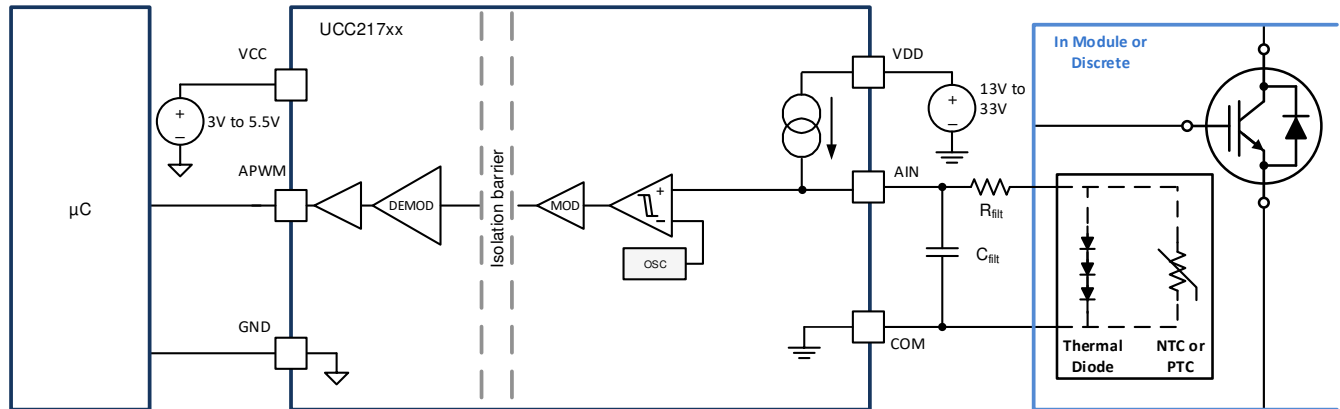 UCC217xx
In Module or
Discrete
VCC
VDD
+
3V to 5.5V
+
13V to
33V
Isolation barrier
APWM
AIN
µC
DEMOD
MOD
+
OSC
Rfilt
Cfilt
GND
COM
Thermal
Diode
NTC or
PTC